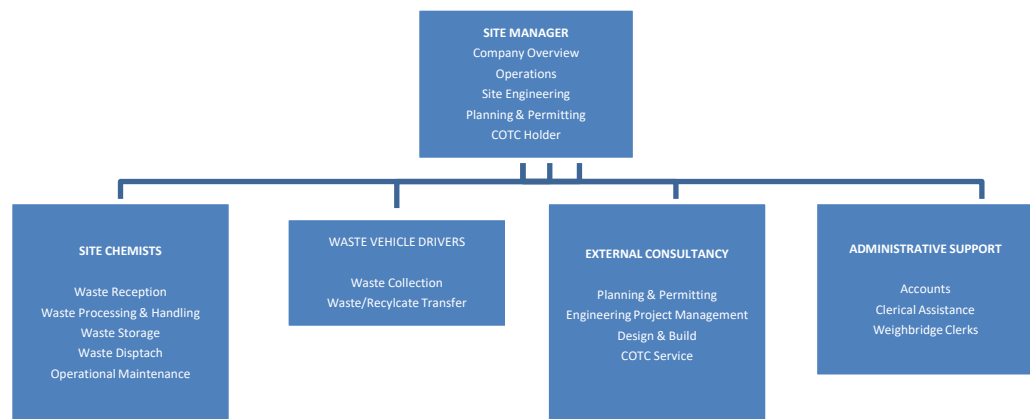 SITE MANAGER
Company Overview
Operations
Site Engineering
Planning & Permitting
COTC Holder
SITE CHEMISTS
Waste Reception
Waste Processing & Handling
Waste Storage
Waste Disptach
Operational Maintenance
WASTE VEHICLE DRIVERS
Waste Collection
Waste/Recylcate Transfer
EXTERNAL CONSULTANCY
Planning & Permitting
Engineering Project Management
Design & Build
COTC Service
ADMINISTRATIVE SUPPORT
Accounts
Clerical Assistance
Weighbridge Clerks